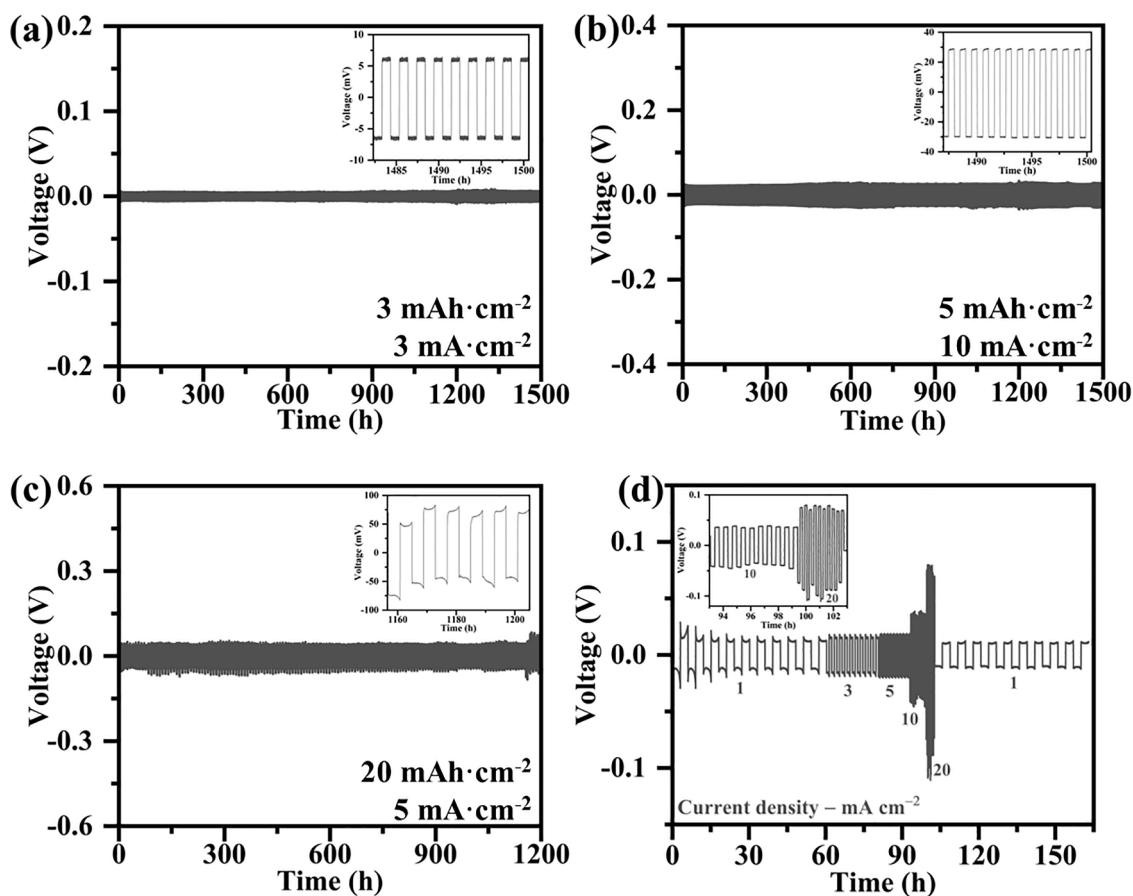 (a)
Voltage (V)
0.2
0.1
0.0
-0.1
-0.2
Voltage (mV)
10
5
0
-5
-10
1485 1490 1495 1500
Time (h)
3 mAh·cm⁻²
3 mA·cm⁻²
0 300 600 900 1200 1500
Time (h)
(b)
Voltage (V)
0.4
0.2
0.0
-0.2
-0.4
Voltage (mV)
40
20
0
-20
-40
1490 1495 1500
Time (h)
5 mAh·cm⁻²
10 mA·cm⁻²
0 300 600 900 1200 1500
Time (h)
(c)
Voltage (V)
0.6
0.3
0.0
-0.3
-0.6
Voltage (mV)
100
50
0
-50
-100
1160 1180 1200
Time (h)
20 mAh·cm⁻²
5 mA·cm⁻²
0 300 600 900 1200
Time (h)
(d)
Voltage (V)
0.1
0.0
-0.1
Voltage (V)
0.1
0.0
-0.1
10
20
94 96 98 100 102
Time (h)
1
3
5
10
20
1
Current density – mA cm⁻²
0 30 60 90 120 150
Time (h)